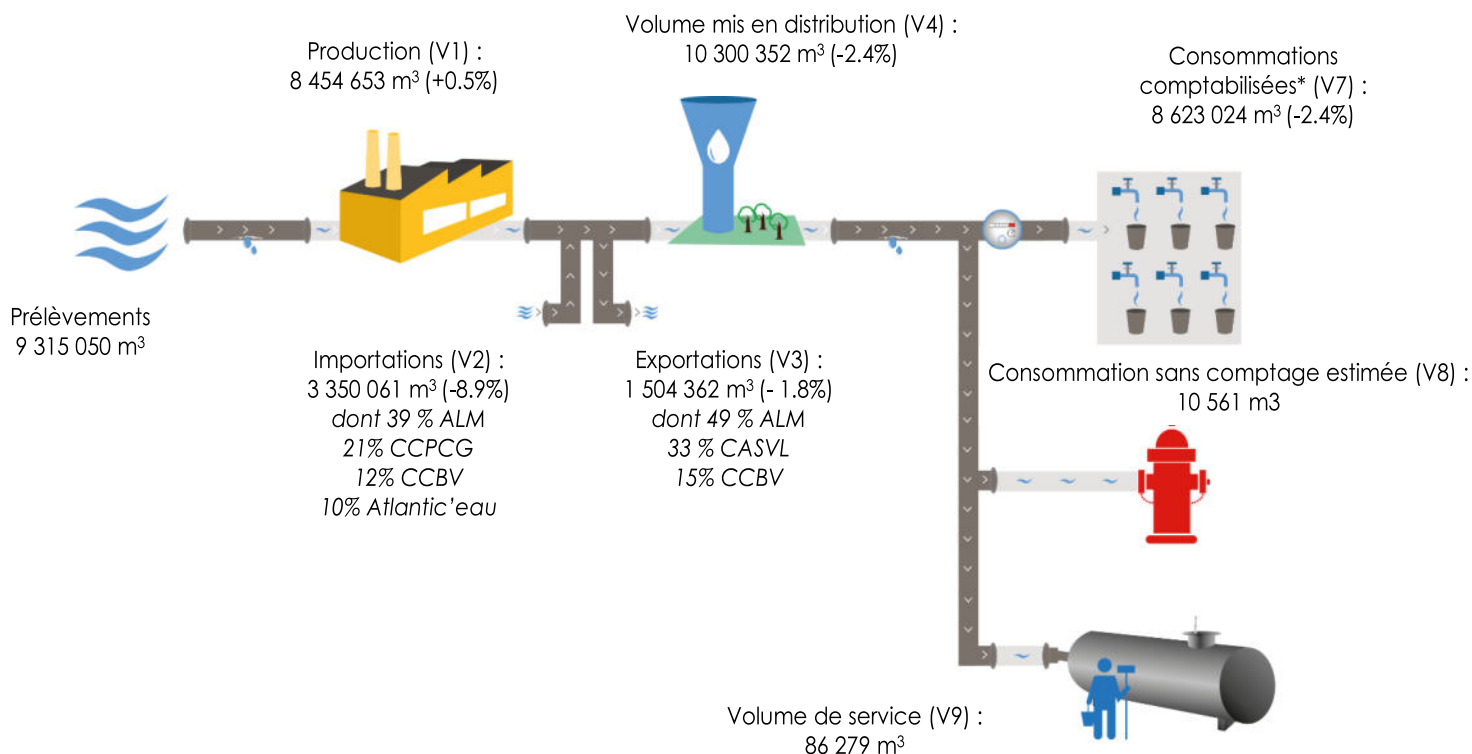 Volume mis en distribution (V4) :
10 300 352 m³ (-2.4%)
Production (V1) :
8 454 653 m³ (+0.5%)
Consommations
comptabilisées* (V7) :
8 623 024 m³ (-2.4%)
Prélèvements
9 315 050 m³
Importations (V2) :
3 350 061 m³ (-8.9%)
dont 39 % ALM
21% CCPCG
12% CCBV
10% Atlantic’eau
Exportations (V3) :
1 504 362 m³ (- 1.8%)
dont 49 % ALM
33 % CASVL
15% CCBV
Consommation sans comptage estimée (V8) :
10 561 m3
Volume de service (V9) :
86 279 m³